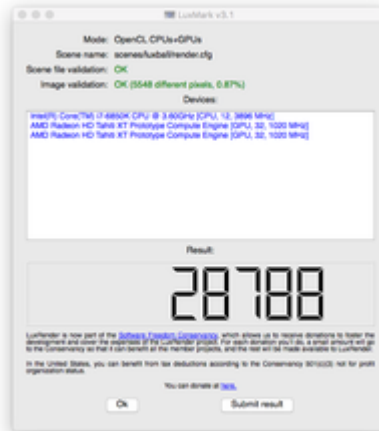 LuxMark v3.1
Mode: OpenCL CPUs+GPUs
Scene name: scenes/luxball/render.cfg
Scene file validation: OK
Image validation: OK (5548 different pixels, 0.87%)
Devices:
Intel(R) Core(TM) i7-6850K CPU @ 3.60GHz [CPU, 12, 3896 MHz]
AMD Radeon HD Tahiti XT Prototype Compute Engine [GPU, 32, 1020 MHz]
AMD Radeon HD Tahiti XT Prototype Compute Engine [GPU, 32, 1020 MHz]
Result:
28788
LuxRender is now part of the Software Freedom Conservancy, which allows us to receive donations to foster the
development and cover the expenses of the LuxRender project. For each donation you'll do, a small amount will go
to the Conservancy so that it can benefit all the member projects, and the rest will be made available to LuxRender.
In the United States, you can benefit from tax deductions according to the Conservancy 501(c)(3) not for profit
organization status.
You can donate at here.
Ok Submit result